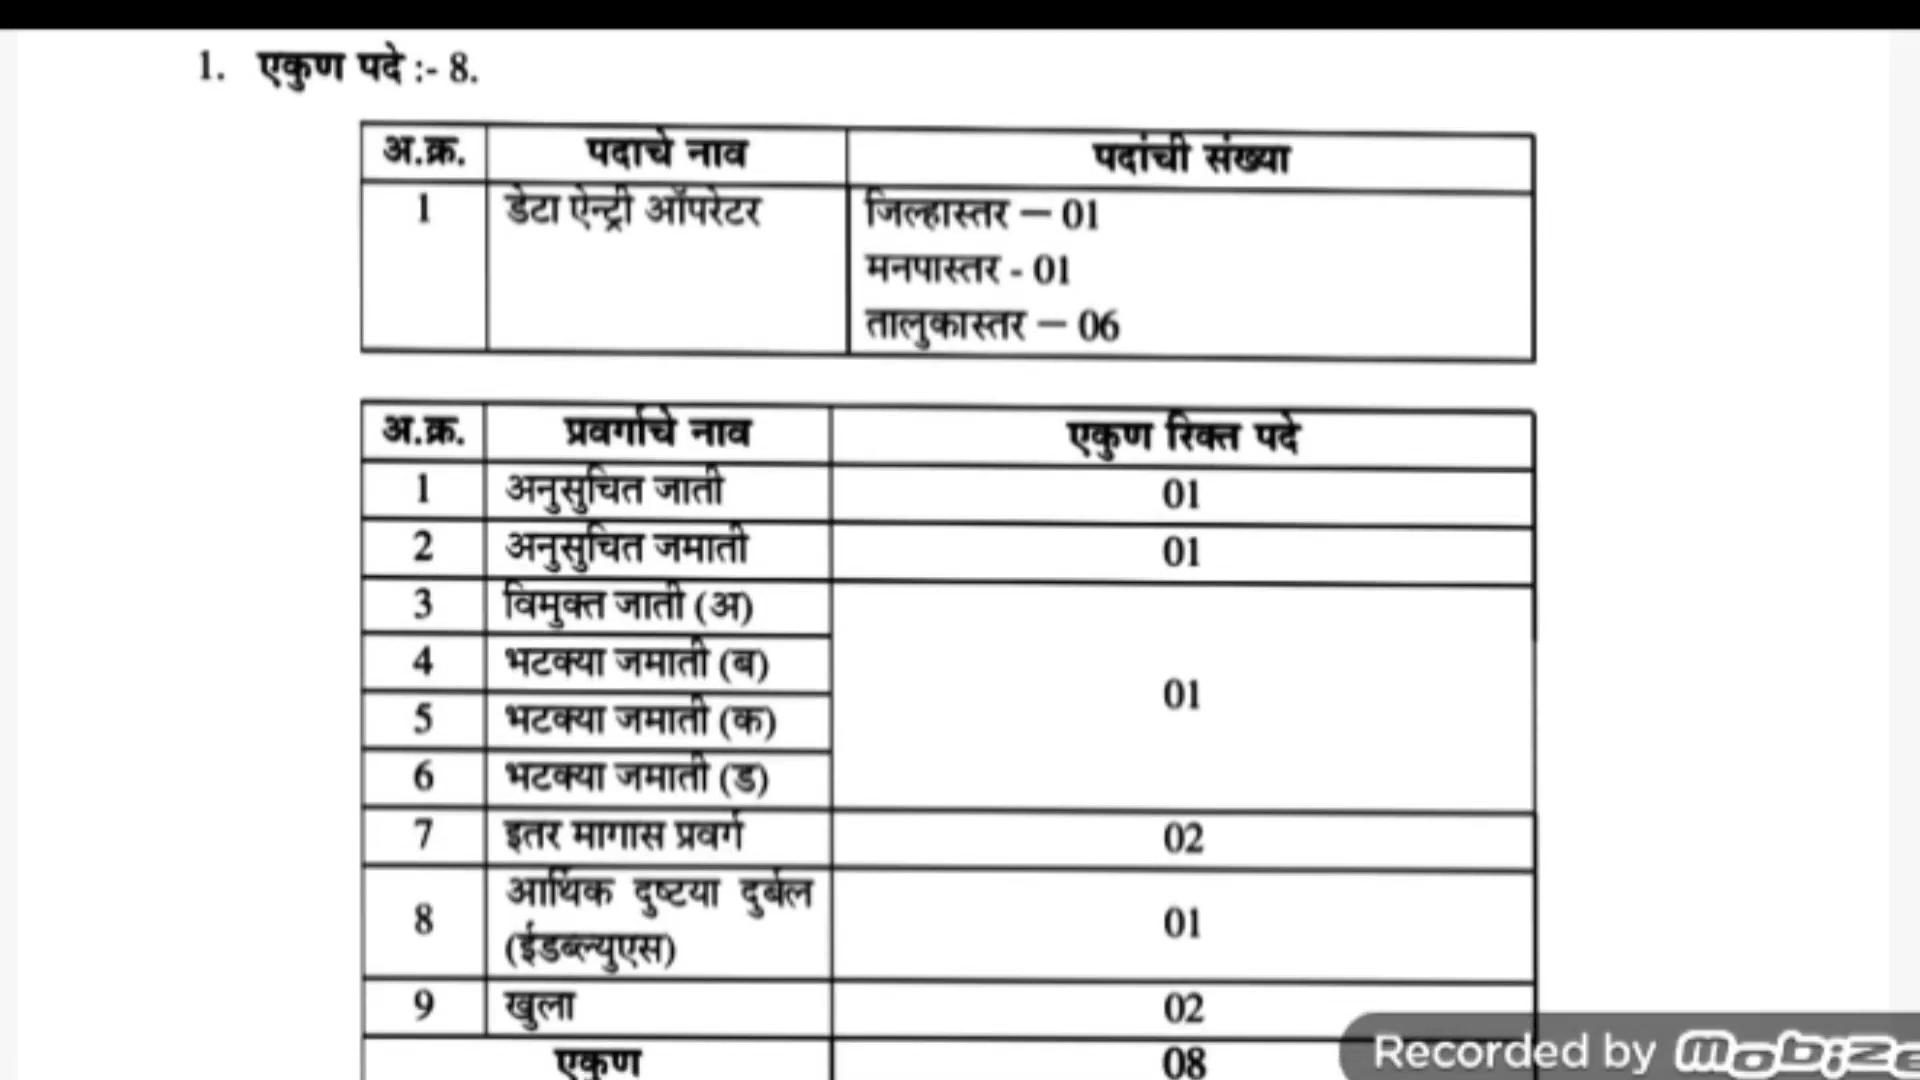 1. एकुण पदे :- 8.
अ.क्र. पदाचे नाव पदांची संख्या
1 डेटा ऐन्ट्री ऑपरेटर जिल्हास्तर – 01
मनपास्तर - 01
तालुकास्तर – 06
अ.क्र. प्रवर्गाचे नाव एकुण रिक्त पदे
1 अनुसुचित जाती 01
2 अनुसुचित जमाती 01
3 विमुक्त जाती (अ)
4 भटक्या जमाती (ब)
01
5 भटक्या जमाती (क)
6 भटक्या जमाती (ड)
7 इतर मागास प्रवर्ग 02
8 आर्थिक दुष्टया दुर्बल
(ईडब्ल्युएस) 01
9 खुला 02
एकुण 08
Recorded by